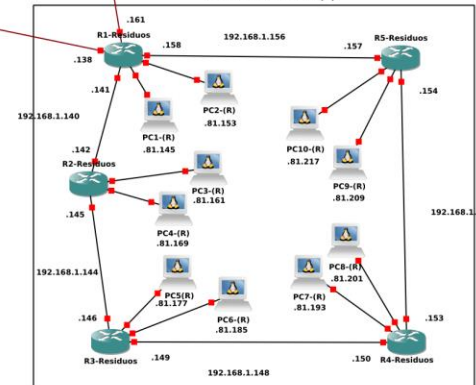 .161
R1-Residuos
.138
.158
192.168.1.156
.157
R5-Residuos
.141
.154
PC2-(R)
.81.153
192.168.1.140
PC1-(R)
.81.145
PC10-(R)
.81.217
.142
R2-Residuos
PC9-(R)
.81.209
PC3-(R)
.81.161
.145
192.168.1.
PC4-(R)
.81.169
192.168.1.144
PC8-(R)
.81.201
PC5(R)
.81.177
PC7-(R)
.81.193
PC6-(R)
.81.185
.146
.153
R3-Residuos
.149
.150
R4-Residuos
192.168.1.148